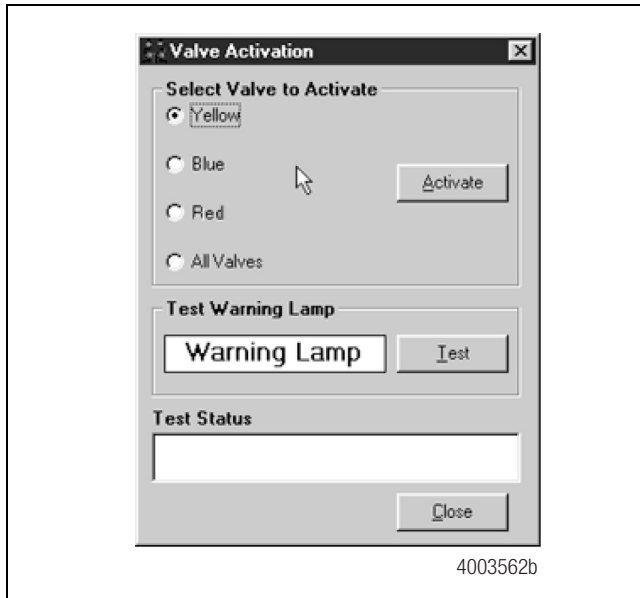 Valve Activation
Select Valve to Activate
Yellow
Blue
Activate
Red
All Valves
Test Warning Lamp
Warning Lamp
Test
Test Status
Close
4003562b